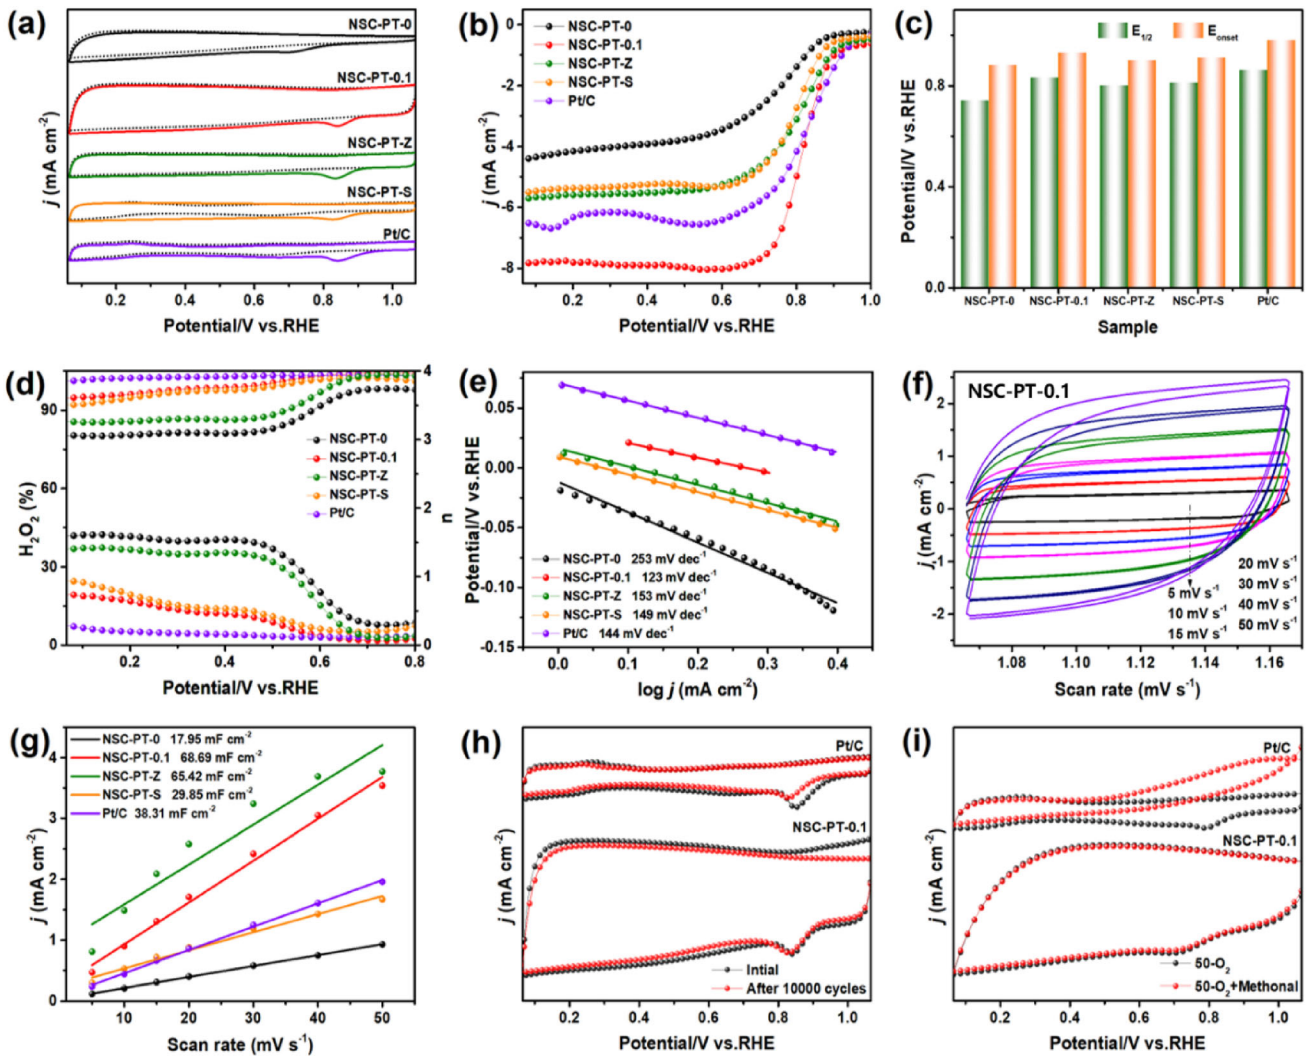 (a)
NSC-PT-0
NSC-PT-0.1
NSC-PT-Z
NSC-PT-S
Pt/C
j (mA cm⁻²)
0.2 0.4 0.6 0.8 1.0
Potential/V vs.RHE
(b)
NSC-PT-0
NSC-PT-0.1
NSC-PT-Z
NSC-PT-S
Pt/C
j (mA cm⁻²)
0
-2
-4
-6
-8
0.2 0.4 0.6 0.8 1.0
Potential/V vs.RHE
(c)
E1/2 Eonset
Potential/V vs.RHE
0.8
0.4
0.0
NSC-PT-0 NSC-PT-0.1 NSC-PT-Z NSC-PT-S Pt/C
Sample
(d)
H₂O₂ (%)
90
60
30
0
NSC-PT-0
NSC-PT-0.1
NSC-PT-Z
NSC-PT-S
Pt/C
4
3
2
1
0
n
0.2 0.4 0.6 0.8
Potential/V vs.RHE
(e)
Potential/V vs.RHE
0.05
0.00
-0.05
-0.10
-0.15
NSC-PT-0 253 mV dec⁻¹
NSC-PT-0.1 123 mV dec⁻¹
NSC-PT-Z 153 mV dec⁻¹
NSC-PT-S 149 mV dec⁻¹
Pt/C 144 mV dec⁻¹
0.0 0.1 0.2 0.3 0.4
log j (mA cm⁻²)
(f)
NSC-PT-0.1
j (mA cm⁻²)
2
1
0
-1
-2
5 mV s⁻¹
10 mV s⁻¹
15 mV s⁻¹
20 mV s⁻¹
30 mV s⁻¹
40 mV s⁻¹
50 mV s⁻¹
1.08 1.10 1.12 1.14 1.16
Scan rate (mV s⁻¹)
(g)
NSC-PT-0 17.95 mF cm⁻²
NSC-PT-0.1 68.69 mF cm⁻²
NSC-PT-Z 65.42 mF cm⁻²
NSC-PT-S 29.85 mF cm⁻²
Pt/C 38.31 mF cm⁻²
j (mA cm⁻²)
4
3
2
1
0
10 20 30 40 50
Scan rate (mV s⁻¹)
(h)
Pt/C
NSC-PT-0.1
j (mA cm⁻²)
Intial
After 10000 cycles
0.2 0.4 0.6 0.8 1.0
Potential/V vs.RHE
(i)
Pt/C
NSC-PT-0.1
j (mA cm⁻²)
50-O₂
50-O₂+Methonal
0.2 0.4 0.6 0.8 1.0
Potential/V vs.RHE